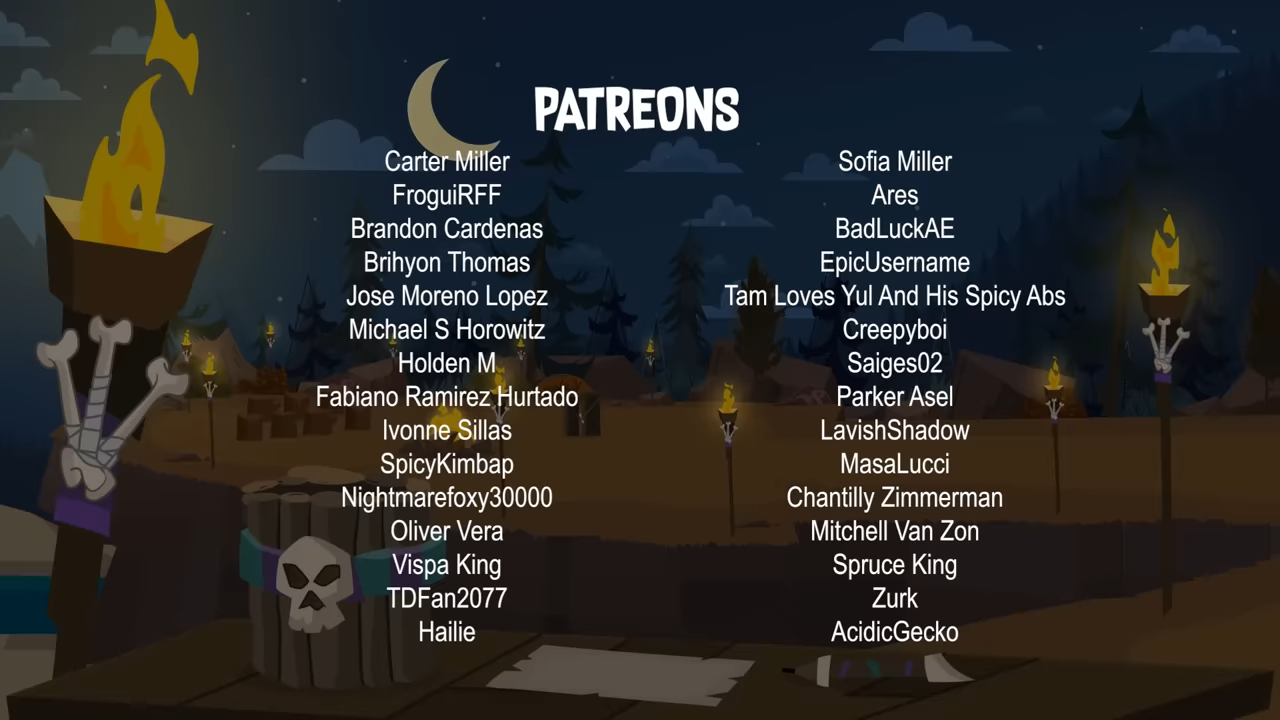 PATREONS
Carter Miller
FroguiRFF
Brandon Cardenas
Brihyon Thomas
Jose Moreno Lopez
Michael S Horowitz
Holden M
Fabiano Ramirez Hurtado
Ivonne Sillas
SpicyKimbap
Nightmarefoxy30000
Oliver Vera
Vispa King
TDFan2077
Hailie
Sofia Miller
Ares
BadLuckAE
EpicUsername
Tam Loves Yul And His Spicy Abs
Creepyboi
Saiges02
Parker Asel
LavishShadow
MasaLucci
Chantilly Zimmerman
Mitchell Van Zon
Spruce King
Zurk
AcidicGecko